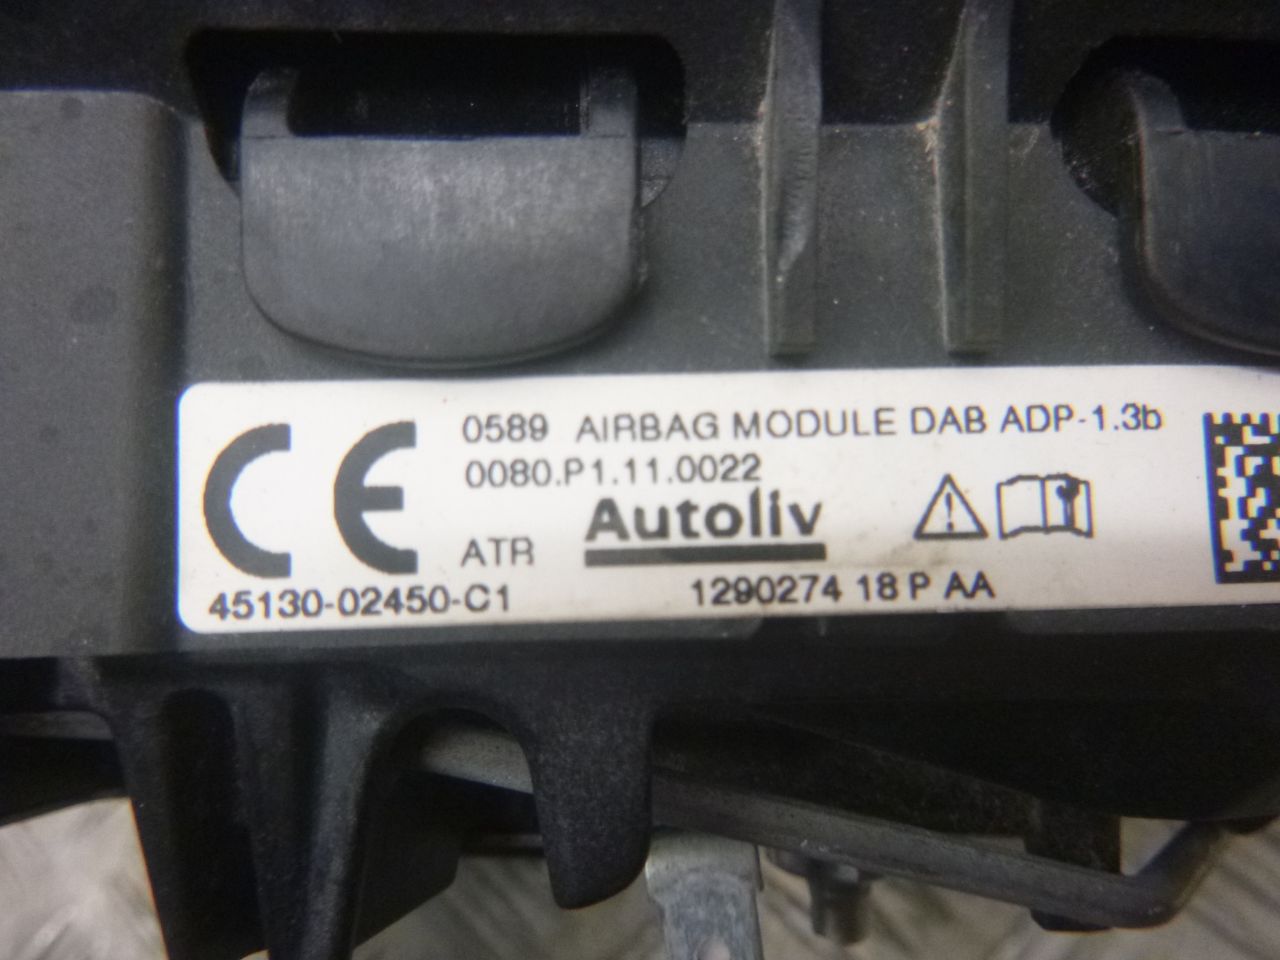 CE 0589 AIRBAG MODULE DAB ADP-1.3b
0080.P1.11.0022
ATR Autoliv
45130-02450-C1 1290274 18 P AA